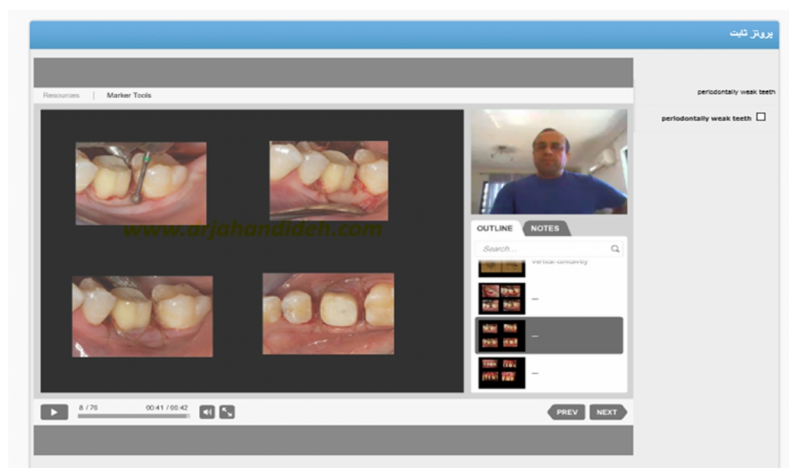 پروتز ثابت
periodontally weak teeth
periodontally weak teeth
Resources | Marker Tools
www.arjahandideh.com
OUTLINE NOTES
Search...
vertical continuity
...
...
...
8 / 76 00:41 / 00:42
PREV NEXT